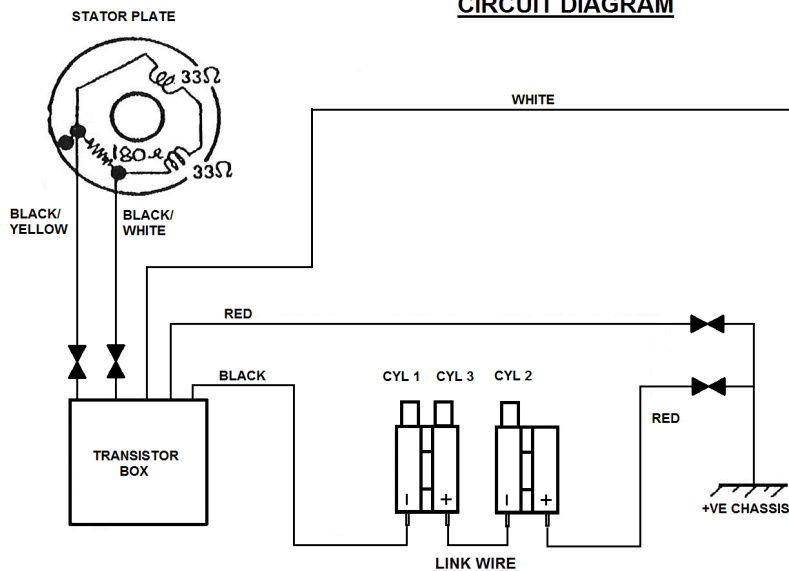 CIRCUIT DIAGRAM
STATOR PLATE
33Ω
180Ω
33Ω
WHITE
BLACK/
YELLOW
BLACK/
WHITE
RED
BLACK
CYL 1
CYL 3
CYL 2
RED
TRANSISTOR
BOX
- +
- +
+VE CHASSIS
LINK WIRE